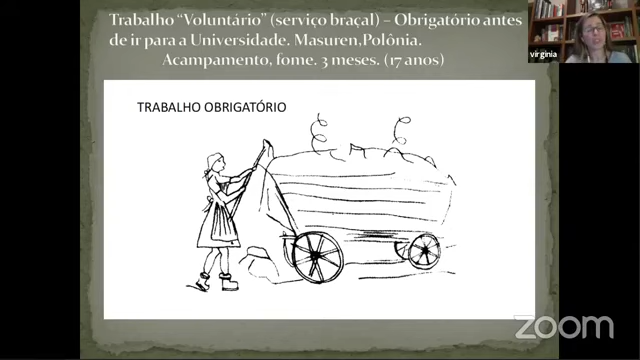 Trabalho “Voluntário” (serviço braçal) – Obrigatório antes
de ir para a Universidade. Masuren,Polônia.
Acampamento, fome. 3 meses. (17 anos)
virginia
TRABALHO OBRIGATÓRIO
zoom